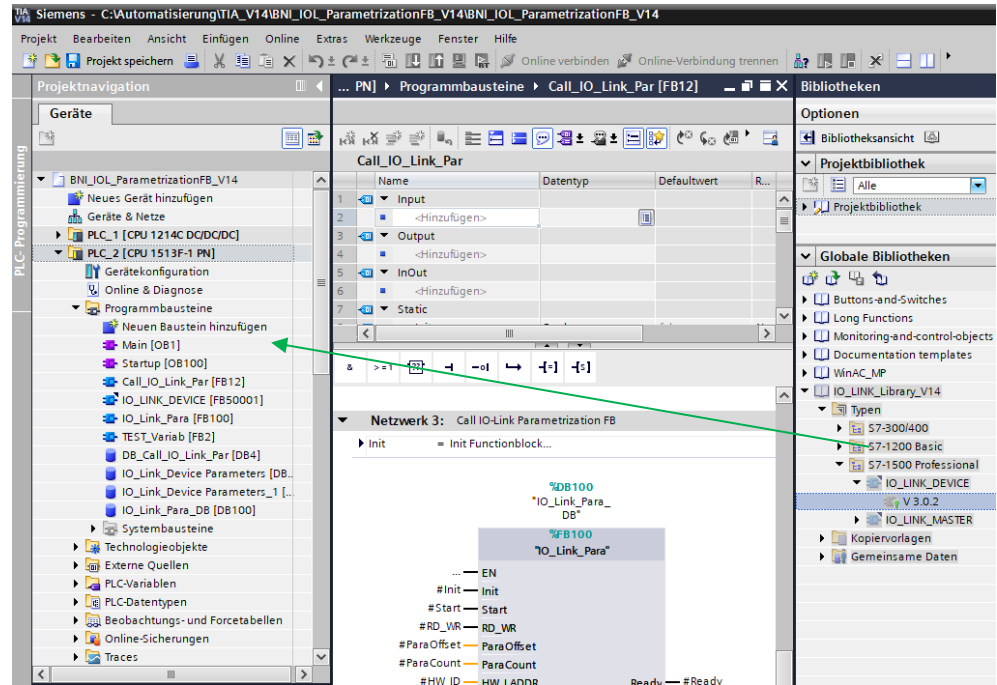 Siemens - C:\Automatisierung\TIA_V14\BNI_IOL_ParametrizationFB_V14\BNI_IOL_ParametrizationFB_V14
Projekt Bearbeiten Ansicht Einfügen Online Extras Werkzeuge Fenster Hilfe
Projekt speichern
Online verbinden
Online-Verbindung trennen
Projektnavigation
Geräte
PLC-Programmierung
BNI_IOL_ParametrizationFB_V14
Neues Gerät hinzufügen
Geräte & Netze
PLC_1 [CPU 1214C DC/DC/DC]
PLC_2 [CPU 1513F-1 PN]
Gerätekonfiguration
Online & Diagnose
Programmbausteine
Neuen Baustein hinzufügen
Main [OB1]
Startup [OB100]
Call_IO_Link_Par [FB12]
IO_LINK_DEVICE [FB50001]
IO_Link_Para [FB100]
TEST_Variab [FB2]
DB_Call_IO_Link_Par [DB4]
IO_Link_Device Parameters [DB..
IO_Link_Device Parameters_1 [..
IO_Link_Para_DB [DB100]
Systembausteine
Technologieobjekte
Externe Quellen
PLC-Variablen
PLC-Datentypen
Beobachtungs- und Forcetabellen
Online-Sicherungen
Traces
... PN] Programmbausteine Call_IO_Link_Par [FB12]
Call_IO_Link_Par
Name Datentyp Defaultwert R...
1 Input
2 <Hinzufügen>
3 Output
4 <Hinzufügen>
5 InOut
6 <Hinzufügen>
7 Static
& >=1 ?? -o| [=] [s]
Netzwerk 3: Call IO-Link Parametrization FB
Init = Init Functionblock...
%DB100
"IO_Link_Para_
DB"
%FB100
"IO_Link_Para"
... EN
#Init Init
#Start Start
#RD_WR RD_WR
#ParaOffset ParaOffset
#ParaCount ParaCount
#HW_ID HW_LADDR Ready #Ready
Bibliotheken
Optionen
Bibliotheksansicht
Projektbibliothek
Alle
Projektbibliothek
Globale Bibliotheken
Buttons-and-Switches
Long Functions
Monitoring-and-control-objects
Documentation templates
WinAC_MP
IO_LINK_Library_V14
Typen
S7-300/400
S7-1200 Basic
S7-1500 Professional
IO_LINK_DEVICE
V 3.0.2
IO_LINK_MASTER
Kopiervorlagen
Gemeinsame Daten